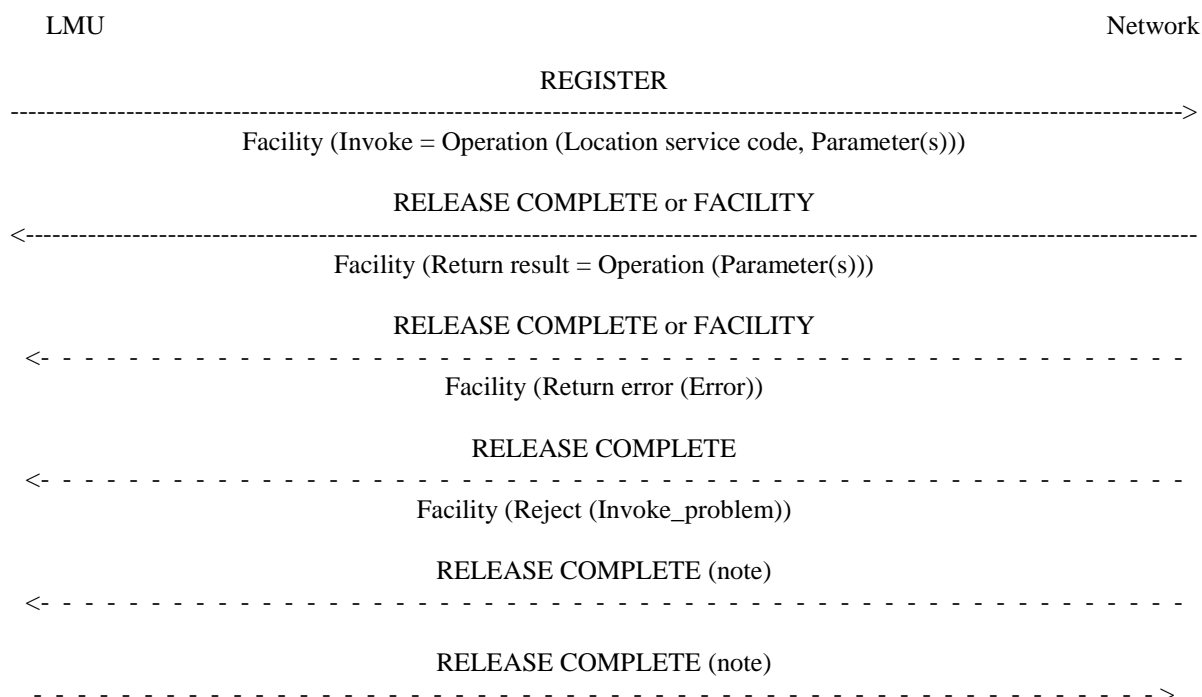 LMU Network
REGISTER
Facility (Invoke = Operation (Location service code, Parameter(s)))
RELEASE COMPLETE or FACILITY
Facility (Return result = Operation (Parameter(s)))
RELEASE COMPLETE or FACILITY
Facility (Return error (Error))
RELEASE COMPLETE
Facility (Reject (Invoke_problem))
RELEASE COMPLETE (note)
RELEASE COMPLETE (note)